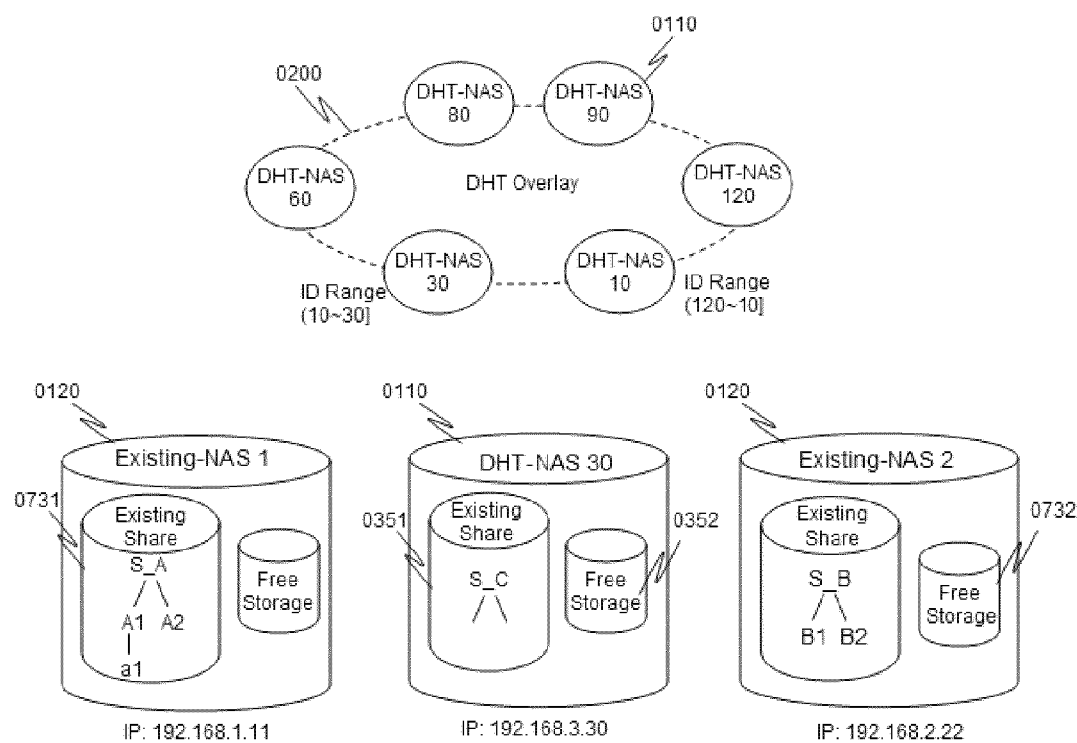 0110
0200
DHT-NAS
80
DHT-NAS
90
DHT-NAS
60
DHT Overlay
DHT-NAS
120
DHT-NAS
30
DHT-NAS
10
ID Range
(10~30]
ID Range
(120~10]
0120
0110
0120
Existing-NAS 1
DHT-NAS 30
Existing-NAS 2
0731
0351
0352
0732
Existing
Share
S_A
A1 A2
a1
Free
Storage
Existing
Share
S_C
Free
Storage
Existing
Share
S_B
B1 B2
Free
Storage
IP: 192.168.1.11
IP: 192.168.3.30
IP: 192.168.2.22